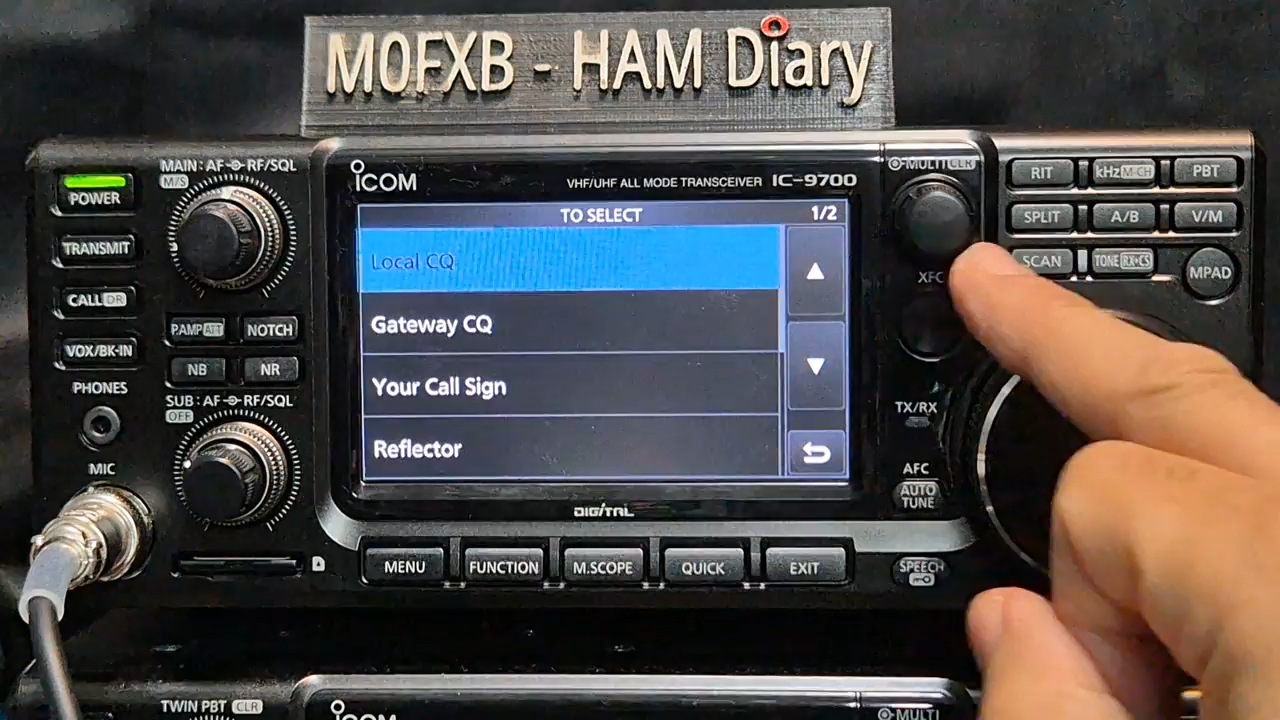 M0FXB - HAM Diary
POWER
TRANSMIT
CALL DR
VOX/BK-IN
PHONES
MIC
MAIN : AF RF/SQL
M/S
P.AMP ATT
NOTCH
NB
NR
SUB : AF RF/SQL
OFF
ICOM
VHF/UHF ALL MODE TRANSCEIVER IC-9700
TO SELECT 1/2
Local CQ
Gateway CQ
Your Call Sign
Reflector
DIGITAL
MENU
FUNCTION
M.SCOPE
QUICK
EXIT
MULTI CLR
XFC
TX/RX
AFC
AUTO
TUNE
SPEECH
RIT
kHz M-CH
PBT
SPLIT
A/B
V/M
SCAN
TONE RX→CS
MPAD
TWIN PBT CLR
ICOM
MULTI